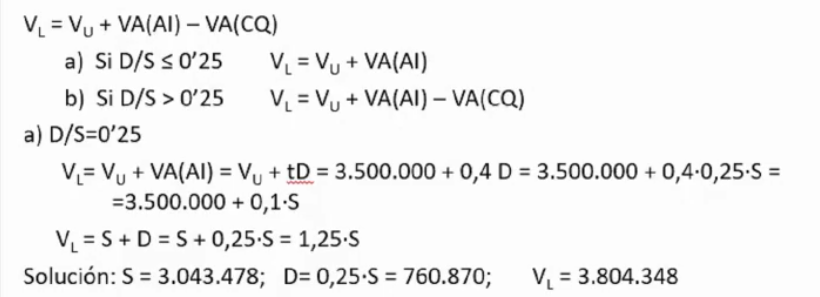 V_L = V_U + VA(AI) – VA(CQ)
a) Si D/S ≤ 0’25 V_L = V_U + VA(AI)
b) Si D/S > 0’25 V_L = V_U + VA(AI) – VA(CQ)
a) D/S=0’25
V_L= V_U + VA(AI) = V_U + tD = 3.500.000 + 0,4 D = 3.500.000 + 0,4·0,25·S =
=3.500.000 + 0,1·S
V_L = S + D = S + 0,25·S = 1,25·S
Solución: S = 3.043.478; D= 0,25·S = 760.870; V_L = 3.804.348